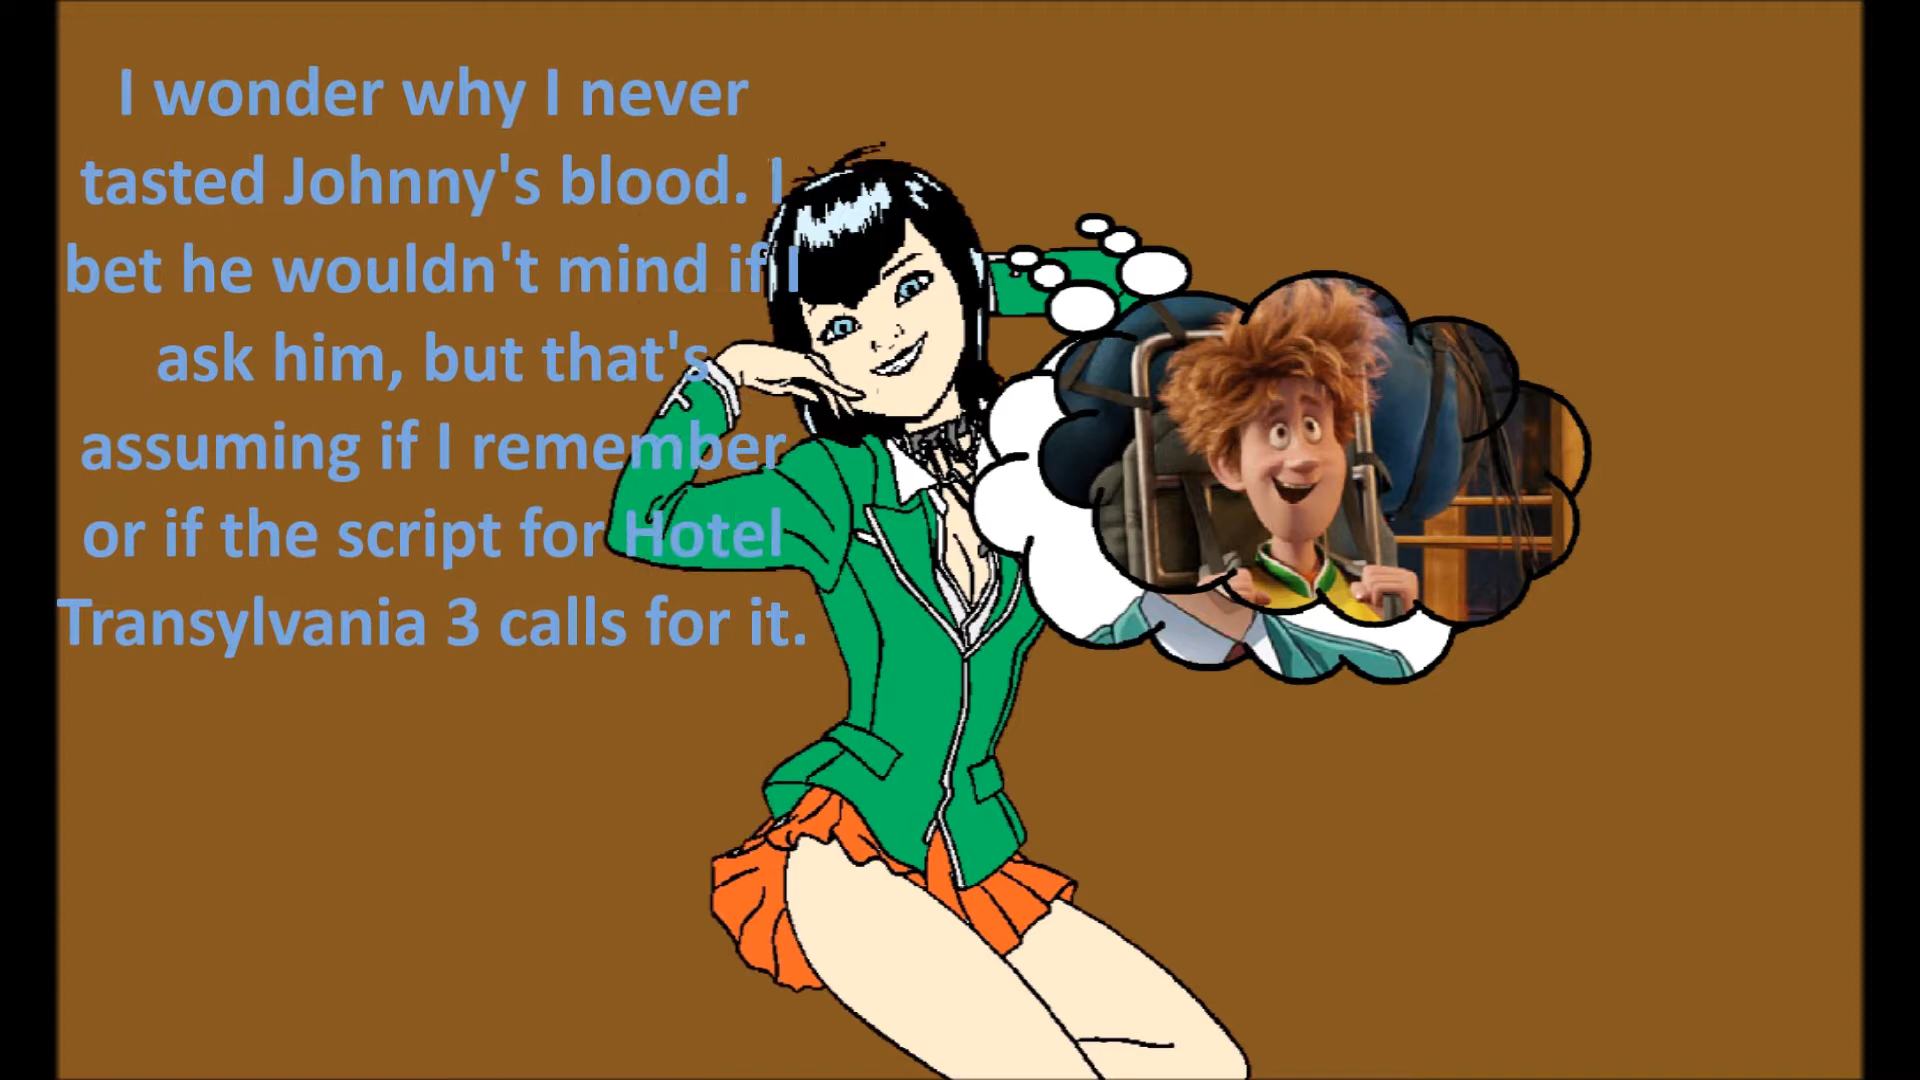 I wonder why I never
tasted Johnny's blood. I
bet he wouldn't mind if I
ask him, but that's
assuming if I remember
or if the script for Hotel
Transylvania 3 calls for it.